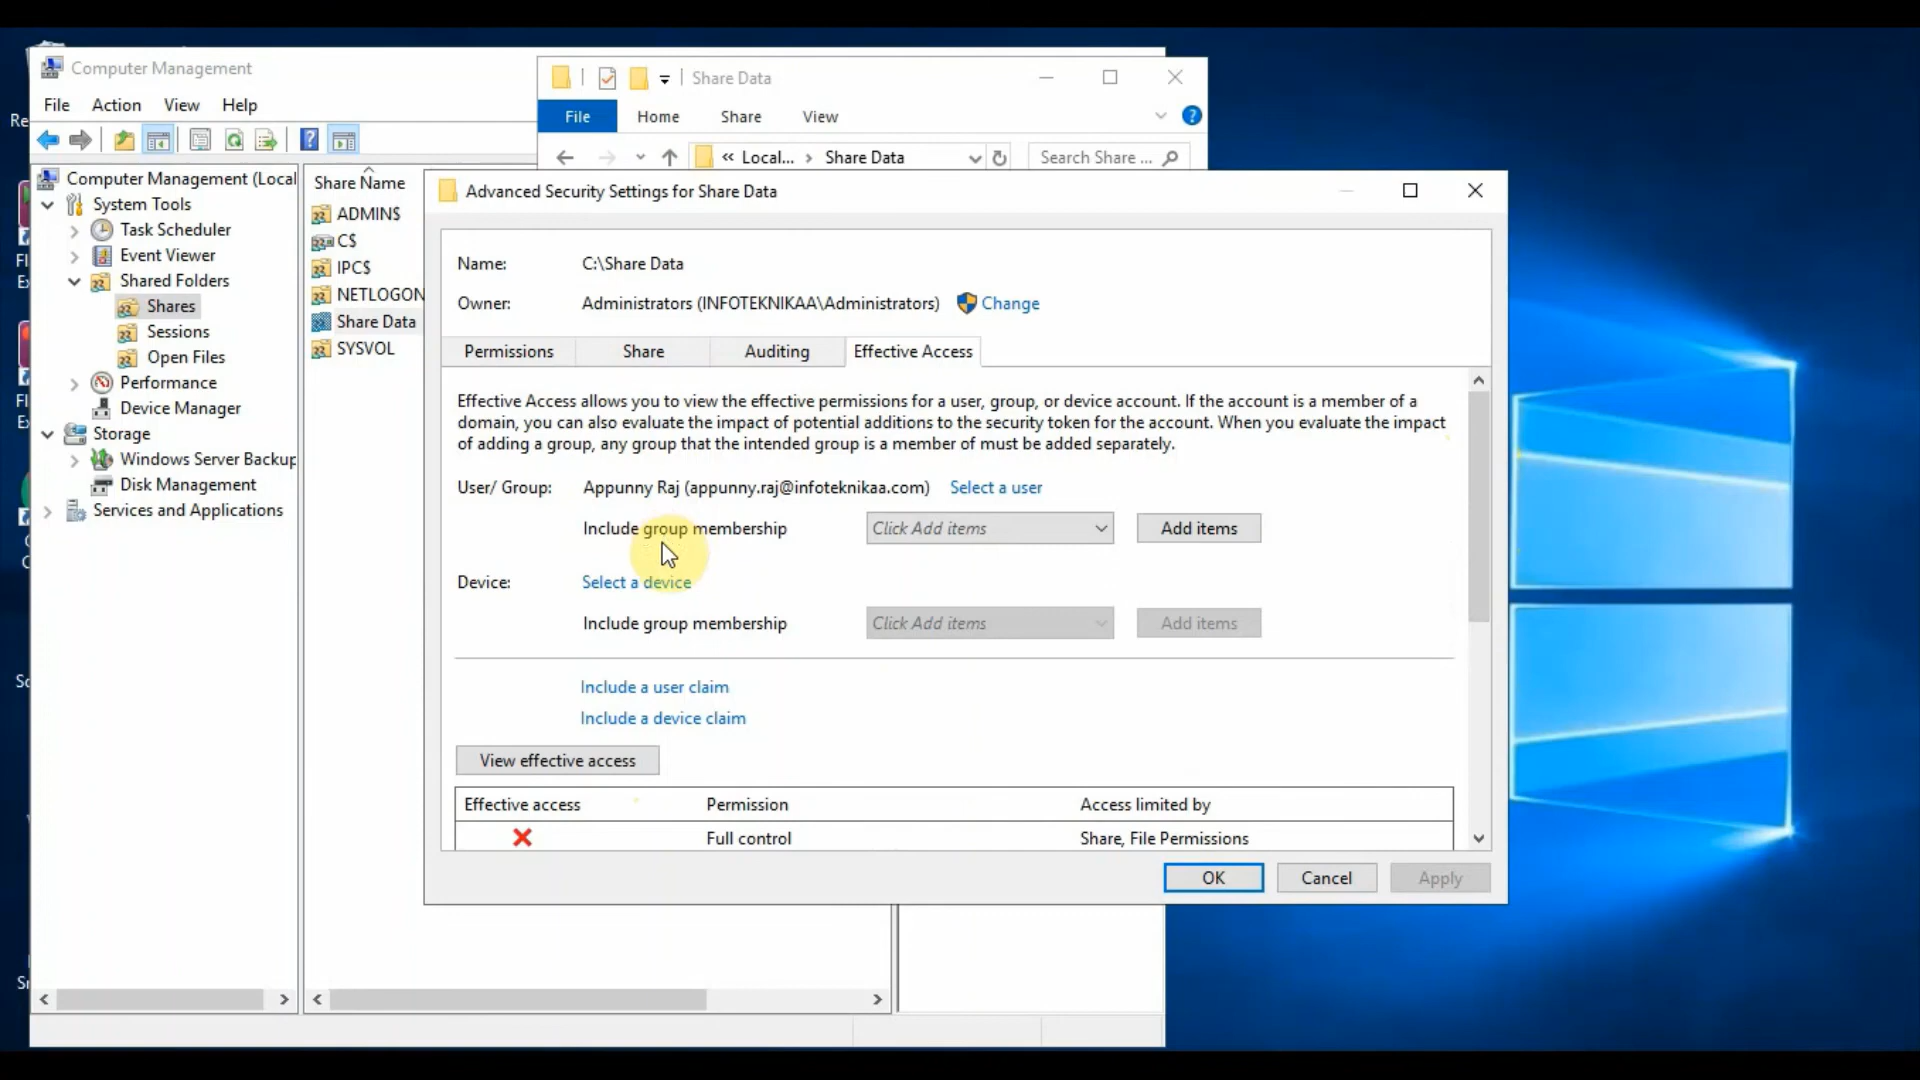 Computer Management
File Action View Help
Computer Management (Local
System Tools
Task Scheduler
Event Viewer
Shared Folders
Shares
Sessions
Open Files
Performance
Device Manager
Storage
Windows Server Backup
Disk Management
Services and Applications
Share Name
ADMIN$
C$
IPC$
NETLOGON
Share Data
SYSVOL
Share Data
File Home Share View
« Local... > Share Data
Search Share ...
Advanced Security Settings for Share Data
Name: C:\Share Data
Owner: Administrators (INFOTEKNIKAA\Administrators) Change
Permissions Share Auditing Effective Access
Effective Access allows you to view the effective permissions for a user, group, or device account. If the account is a member of a
domain, you can also evaluate the impact of potential additions to the security token for the account. When you evaluate the impact
of adding a group, any group that the intended group is a member of must be added separately.
User/ Group: Appunny Raj (appunny.raj@infoteknikaa.com) Select a user
Include group membership Click Add items Add items
Device: Select a device
Include group membership Click Add items Add items
Include a user claim
Include a device claim
View effective access
Effective access Permission Access limited by
Full control Share, File Permissions
OK Cancel Apply